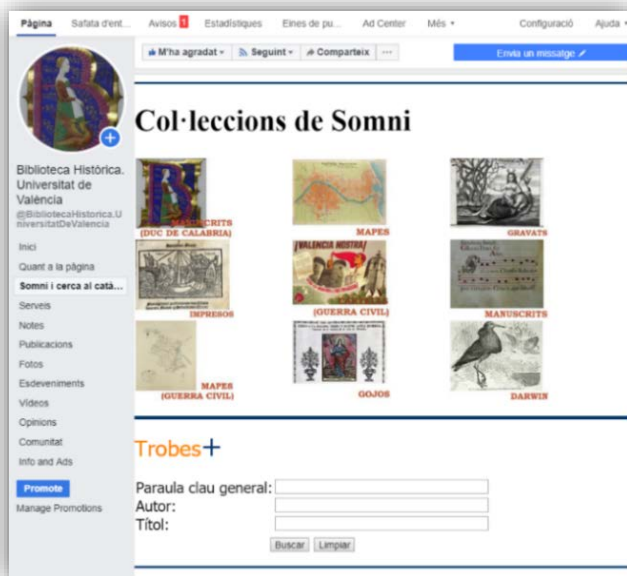 Pàgina Safata d'ent... Avisos 1 Estadístiques Eines de pu... Ad Center Més Configuració Ajuda
M'ha agradat Seguint Comparteix ...
Envia un missatge
Biblioteca Històrica.
Universitat de
València
@BibliotecaHistorica.U
niversitatDeValencia
Inici
Quant a la pàgina
Somni i cerca al catà...
Serveis
Notes
Publicacions
Fotos
Esdeveniments
Vídeos
Opinions
Comunitat
Info and Ads
Promote
Manage Promotions
Col·leccions de Somni
MANUSCRITS
(DUC DE CALABRIA)
MAPES
GRAVATS
IMPRESOS
¡VALENCIA NOSTRA!
(GUERRA CIVIL)
MANUSCRITS
MAPES
(GUERRA CIVIL)
GOJOS
DARWIN
Trobes+
Paraula clau general:
Autor:
Títol:
Buscar Limpiar